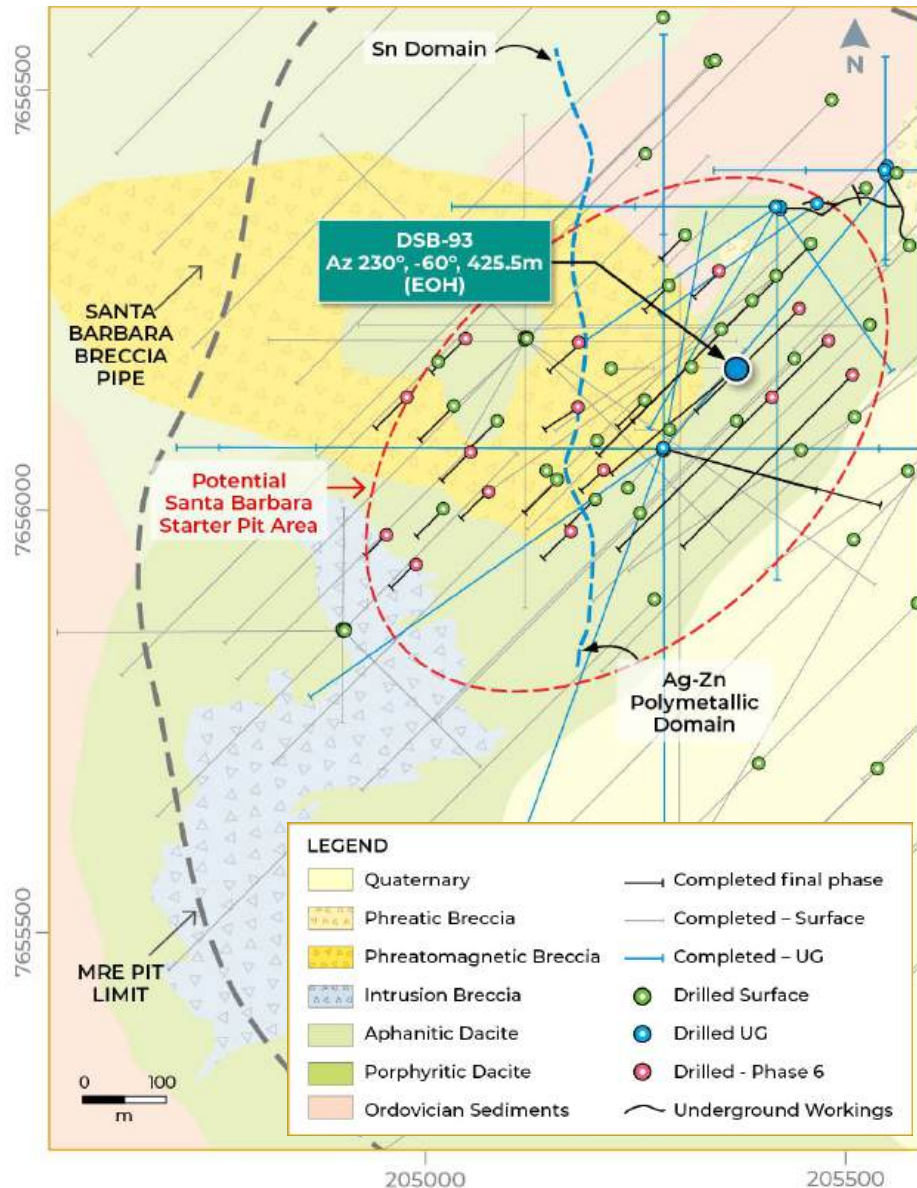 Sn Domain
N
7656500
DSB-93
Az 230°, -60°, 425.5m
(EOH)
SANTA
BARBARA
BRECCIA
PIPE
Potential
Santa Barbara
Starter Pit Area
7656000
Ag-Zn
Polymetallic
Domain
MRE PIT
LIMIT
7655500
0 100
m
LEGEND
Quaternary
Phreatic Breccia
Phreatomagnetic Breccia
Intrusion Breccia
Aphanitic Dacite
Porphyritic Dacite
Ordovician Sediments
Completed final phase
Completed – Surface
Completed – UG
Drilled Surface
Drilled UG
Drilled - Phase 6
Underground Workings
205000
205500